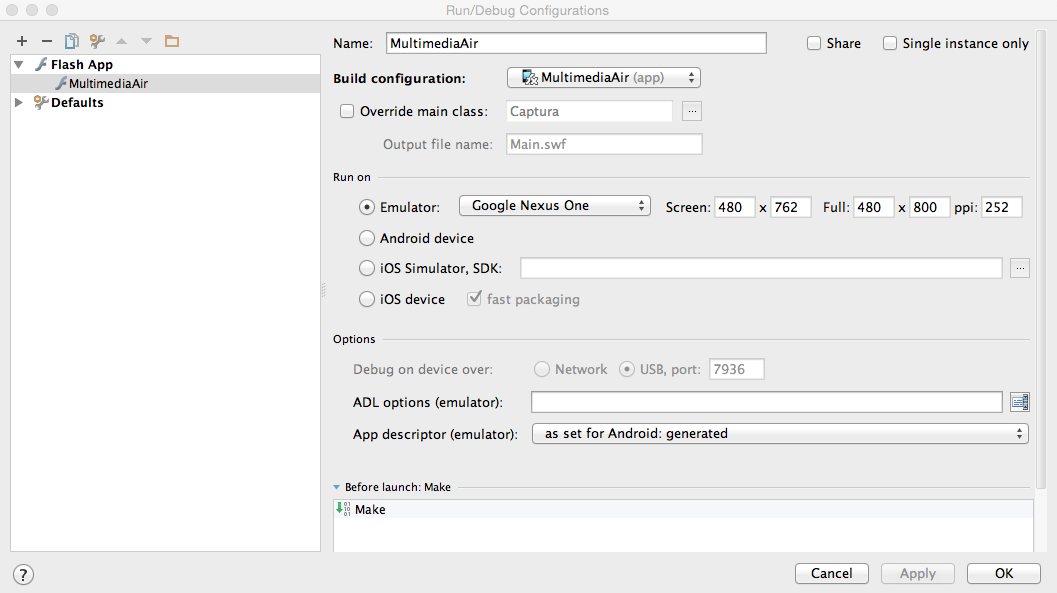 Run/Debug Configurations
Flash App
MultimediaAir
Defaults
Name: MultimediaAir Share Single instance only
Build configuration: MultimediaAir (app)
Override main class: Captura ...
Output file name: Main.swf
Run on
Emulator: Google Nexus One Screen: 480 x 762 Full: 480 x 800 ppi: 252
Android device
iOS Simulator, SDK: ...
iOS device fast packaging
Options
Debug on device over: Network USB, port: 7936
ADL options (emulator):
App descriptor (emulator): as set for Android: generated
Before launch: Make
Make
? Cancel Apply OK